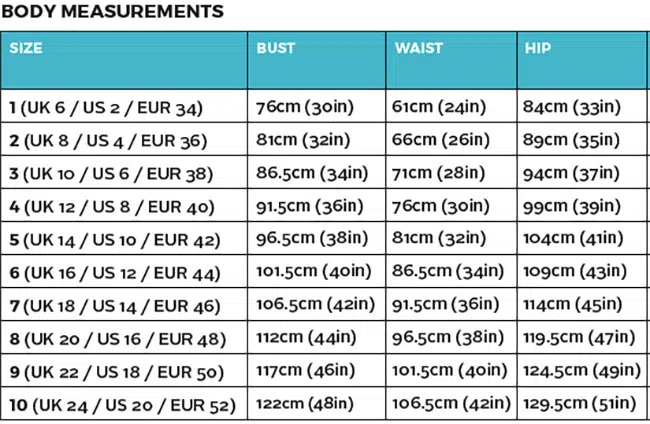 BODY MEASUREMENTS
SIZE BUST WAIST HIP
1 (UK 6 / US 2 / EUR 34) 76cm (30in) 61cm (24in) 84cm (33in)
2 (UK 8 / US 4 / EUR 36) 81cm (32in) 66cm (26in) 89cm (35in)
3 (UK 10 / US 6 / EUR 38) 86.5cm (34in) 71cm (28in) 94cm (37in)
4 (UK 12 / US 8 / EUR 40) 91.5cm (36in) 76cm (30in) 99cm (39in)
5 (UK 14 / US 10 / EUR 42) 96.5cm (38in) 81cm (32in) 104cm (41in)
6 (UK 16 / US 12 / EUR 44) 101.5cm (40in) 86.5cm (34in) 109cm (43in)
7 (UK 18 / US 14 / EUR 46) 106.5cm (42in) 91.5cm (36in) 114cm (45in)
8 (UK 20 / US 16 / EUR 48) 112cm (44in) 96.5cm (38in) 119.5cm (47in)
9 (UK 22 / US 18 / EUR 50) 117cm (46in) 101.5cm (40in) 124.5cm (49in)
10 (UK 24 / US 20 / EUR 52) 122cm (48in) 106.5cm (42in) 129.5cm (51in)